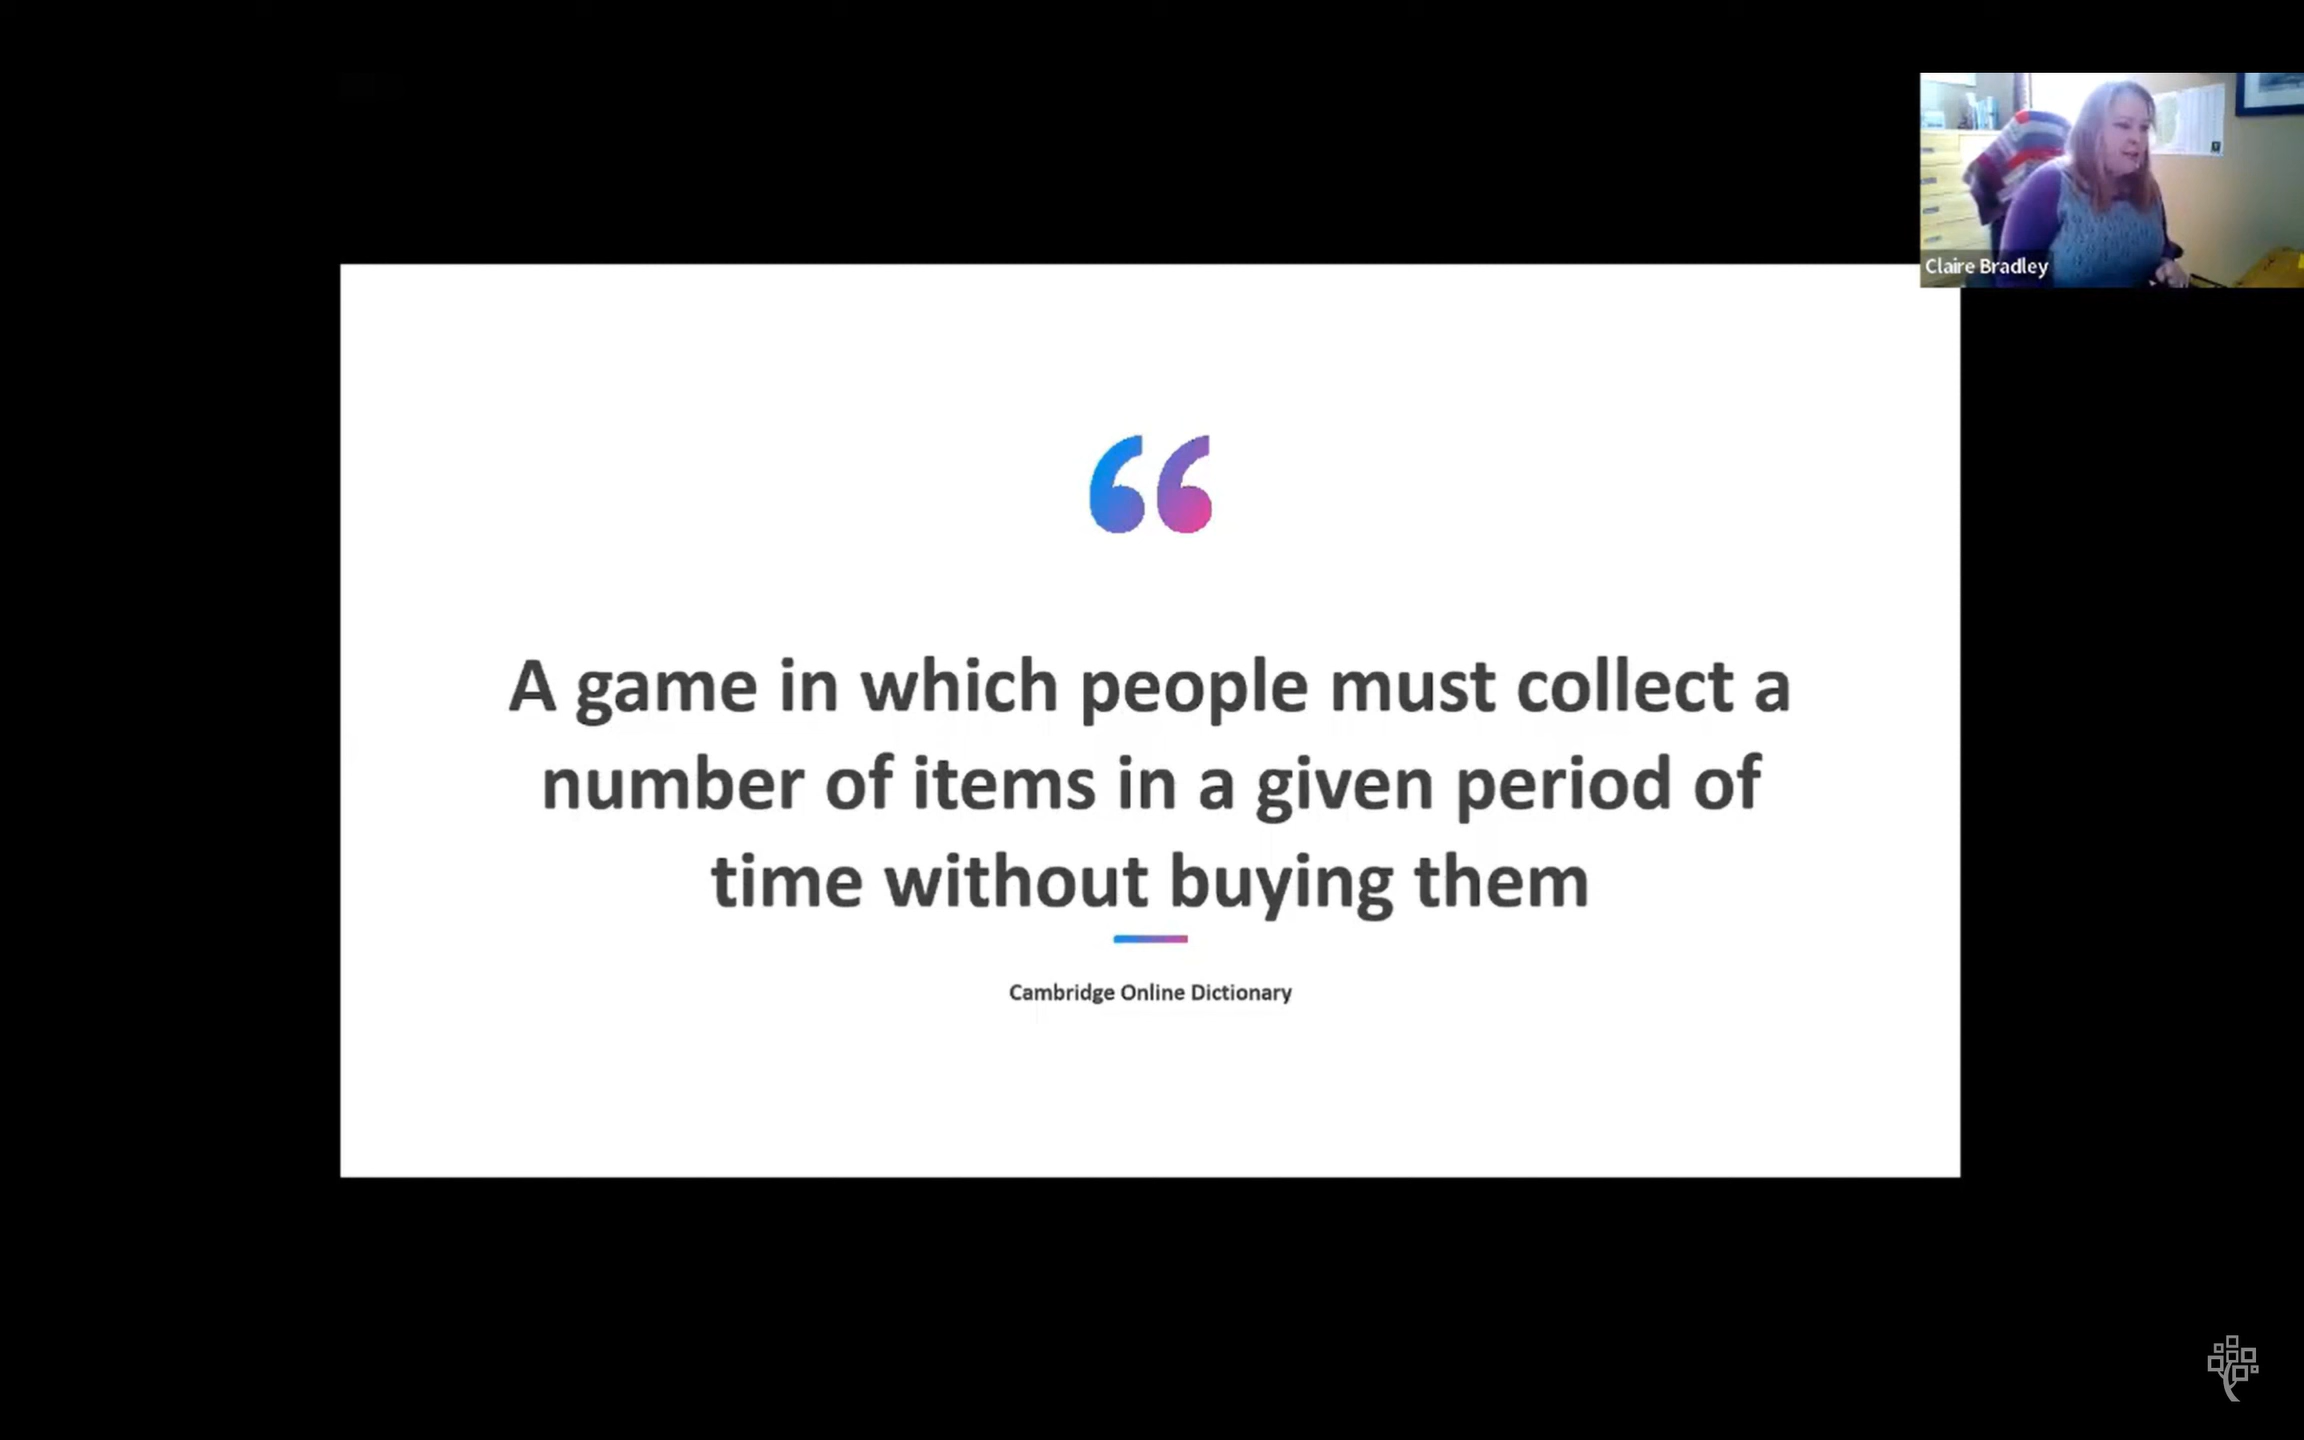 Claire Bradley
A game in which people must collect a
number of items in a given period of
time without buying them
Cambridge Online Dictionary